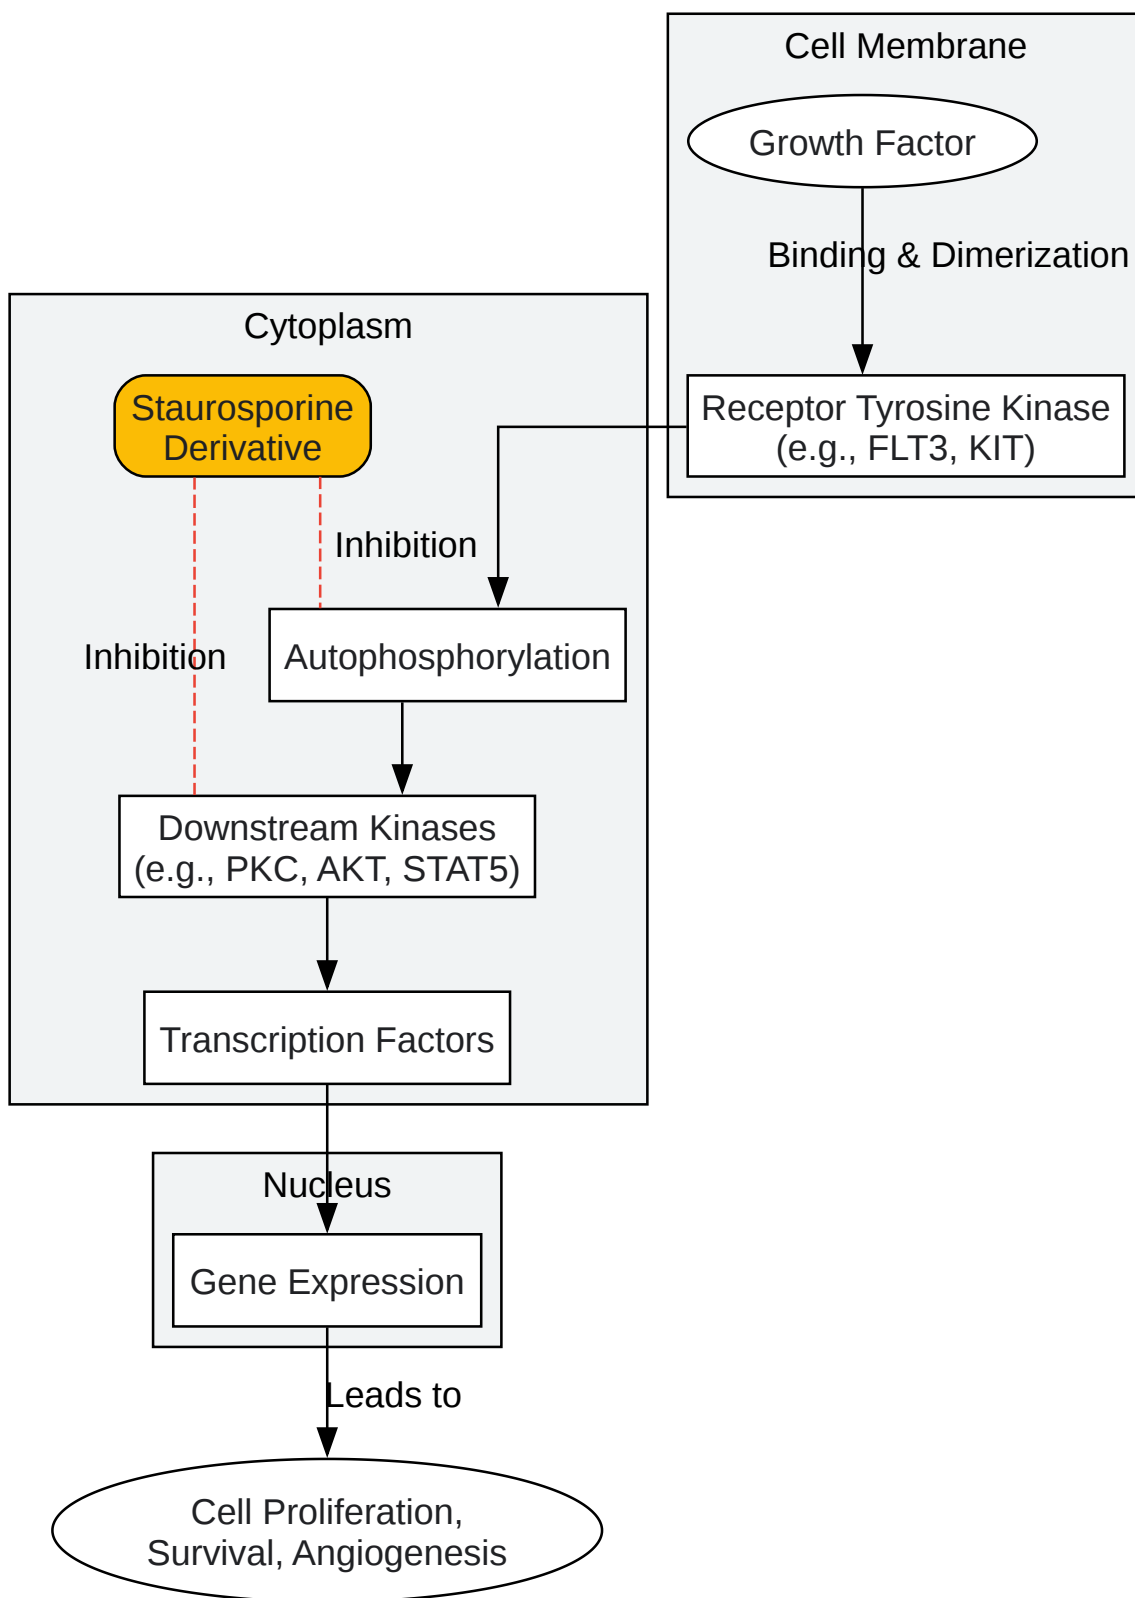 Cell Membrane
Growth Factor
Binding & Dimerization
Receptor Tyrosine Kinase
(e.g., FLT3, KIT)
Cytoplasm
Staurosporine
Derivative
Inhibition
Inhibition
Autophosphorylation
Downstream Kinases
(e.g., PKC, AKT, STAT5)
Transcription Factors
Nucleus
Gene Expression
Leads to
Cell Proliferation,
Survival, Angiogenesis